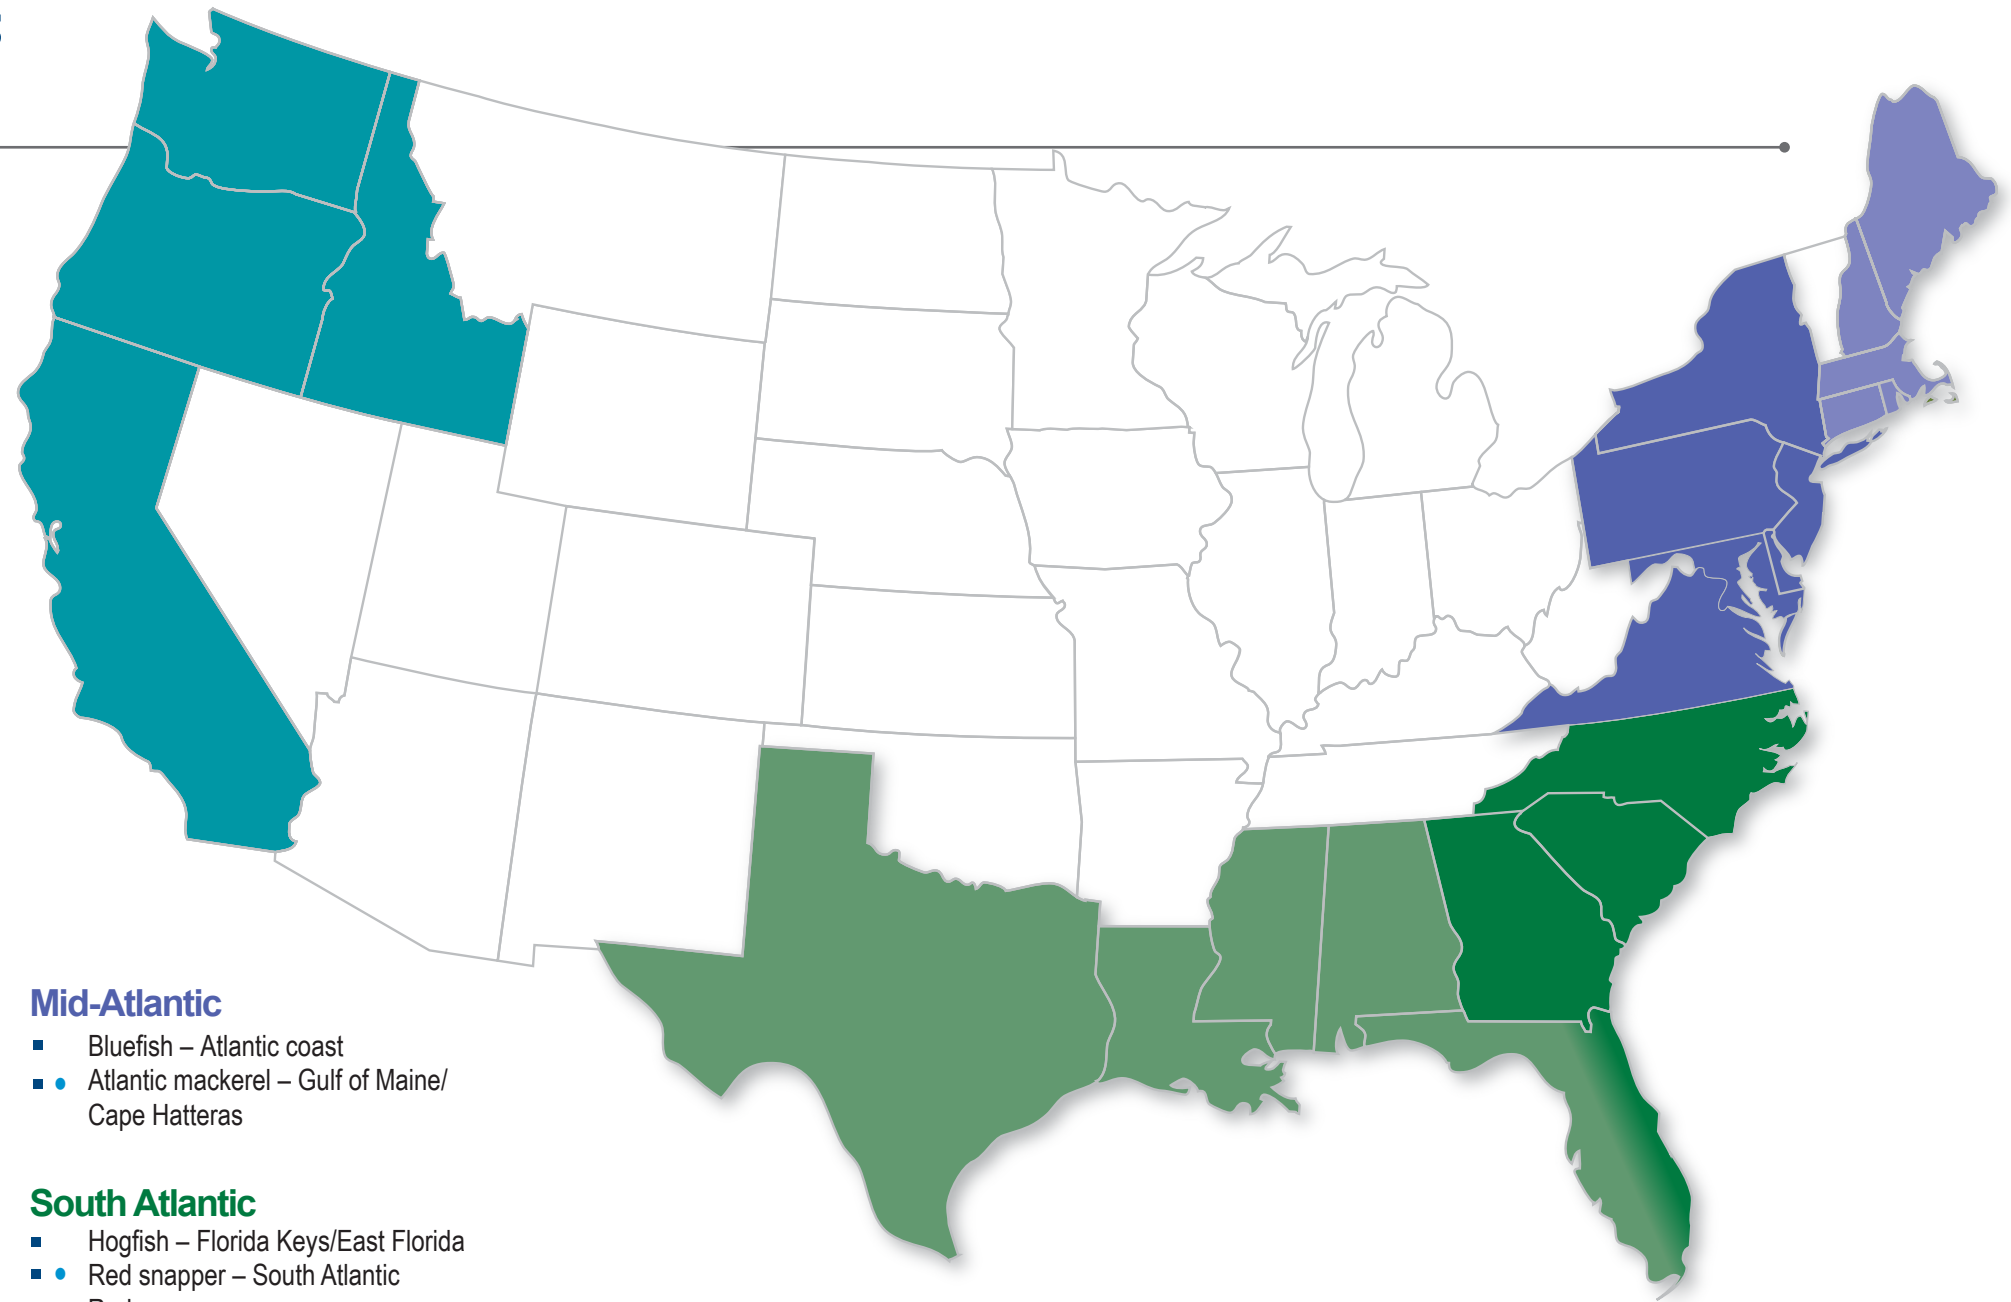 Mid-Atlantic
Bluefish – Atlantic coast
Atlantic mackerel – Gulf of Maine/
Cape Hatteras
South Atlantic
Hogfish – Florida Keys/East Florida
Red snapper – South Atlantic